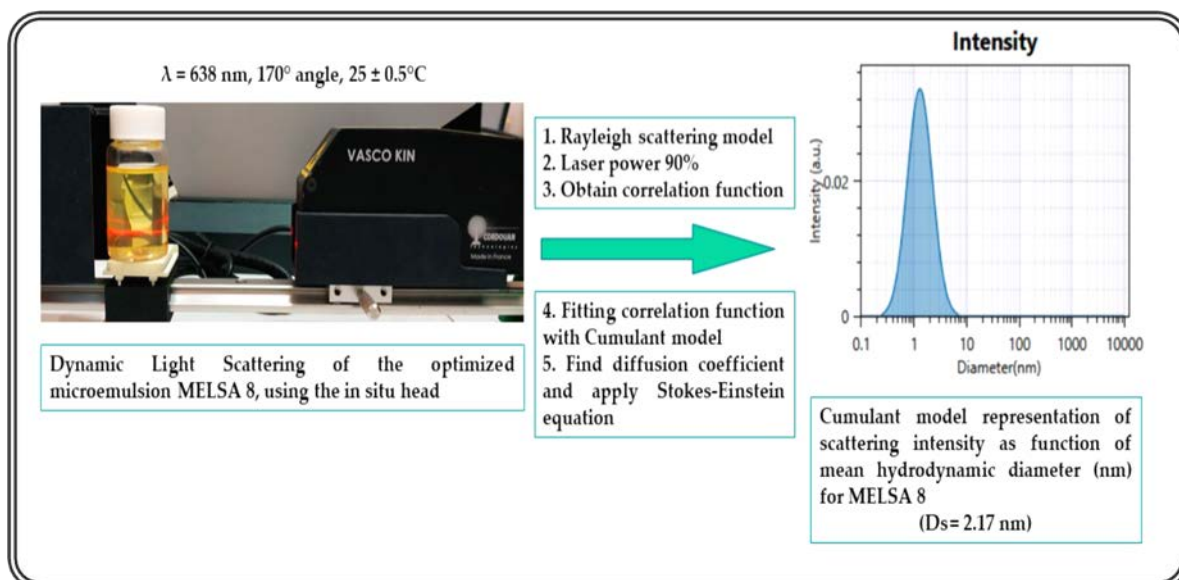 λ = 638 nm, 170° angle, 25 ± 0.5°C
VASCO KIN
CORDOUAN
Technologies
Made in France
Dynamic Light Scattering of the optimized
microemulsion MELSA 8, using the in situ head
1. Rayleigh scattering model
2. Laser power 90%
3. Obtain correlation function
4. Fitting correlation function
with Cumulant model
5. Find diffusion coefficient
and apply Stokes-Einstein
equation
Intensity
Intensity (a.u.)
0.02
0
0.1 1 10 100 1000 10000
Diameter(nm)
Cumulant model representation of
scattering intensity as function of
mean hydrodynamic diameter (nm)
for MELSA 8
(Ds= 2.17 nm)